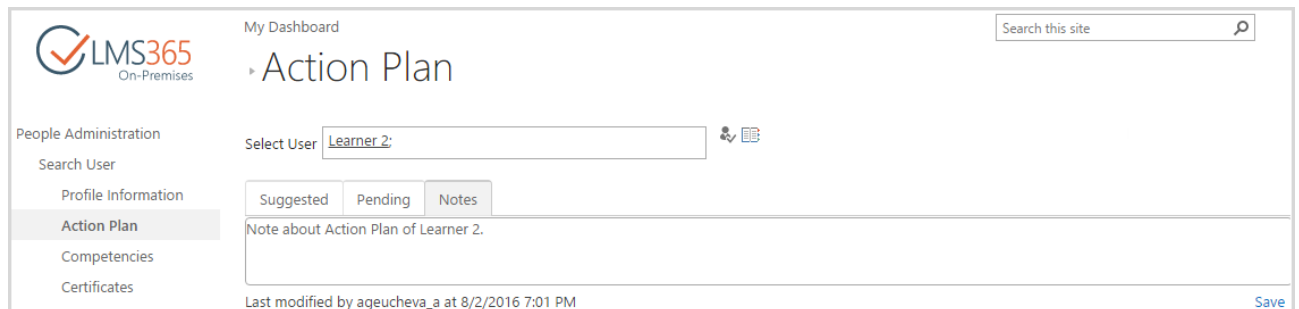 LMS365
On-Premises
My Dashboard
Search this site
Action Plan
People Administration
Search User
Profile Information
Action Plan
Competencies
Certificates
Select User Learner 2;
Suggested Pending Notes
Note about Action Plan of Learner 2.
Last modified by ageucheva_a at 8/2/2016 7:01 PM
Save